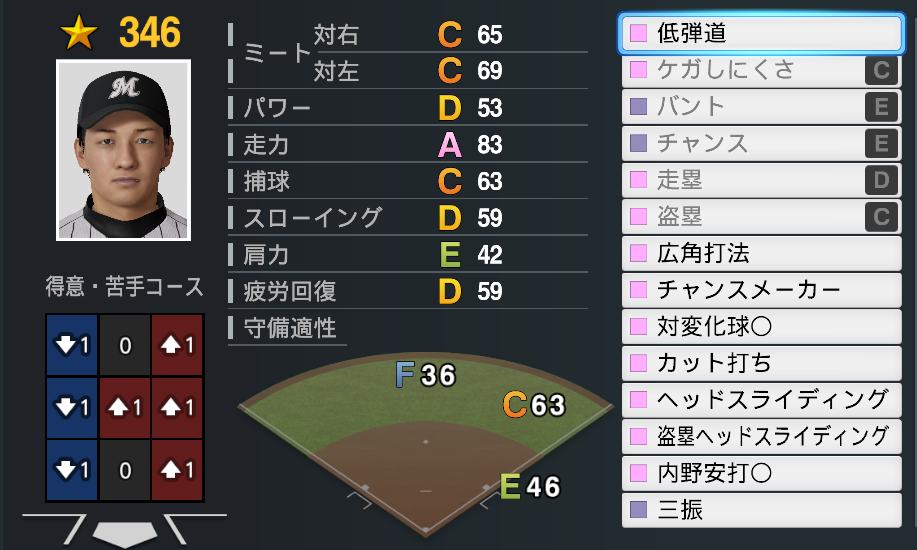 346
M
ミート 対右 C 65
対左 C 69
パワー D 53
走力 A 83
捕球 C 63
スローイング D 59
肩力 E 42
疲労回復 D 59
守備適性
F 36
C 63
E 46
得意・苦手コース
1 0 1
1 1 1
1 0 1
低弾道
ケガしにくさ C
バント E
チャンス E
走塁 D
盗塁 C
広角打法
チャンスメーカー
対変化球〇
カット打ち
ヘッドスライディング
盗塁ヘッドスライディング
内野安打〇
三振